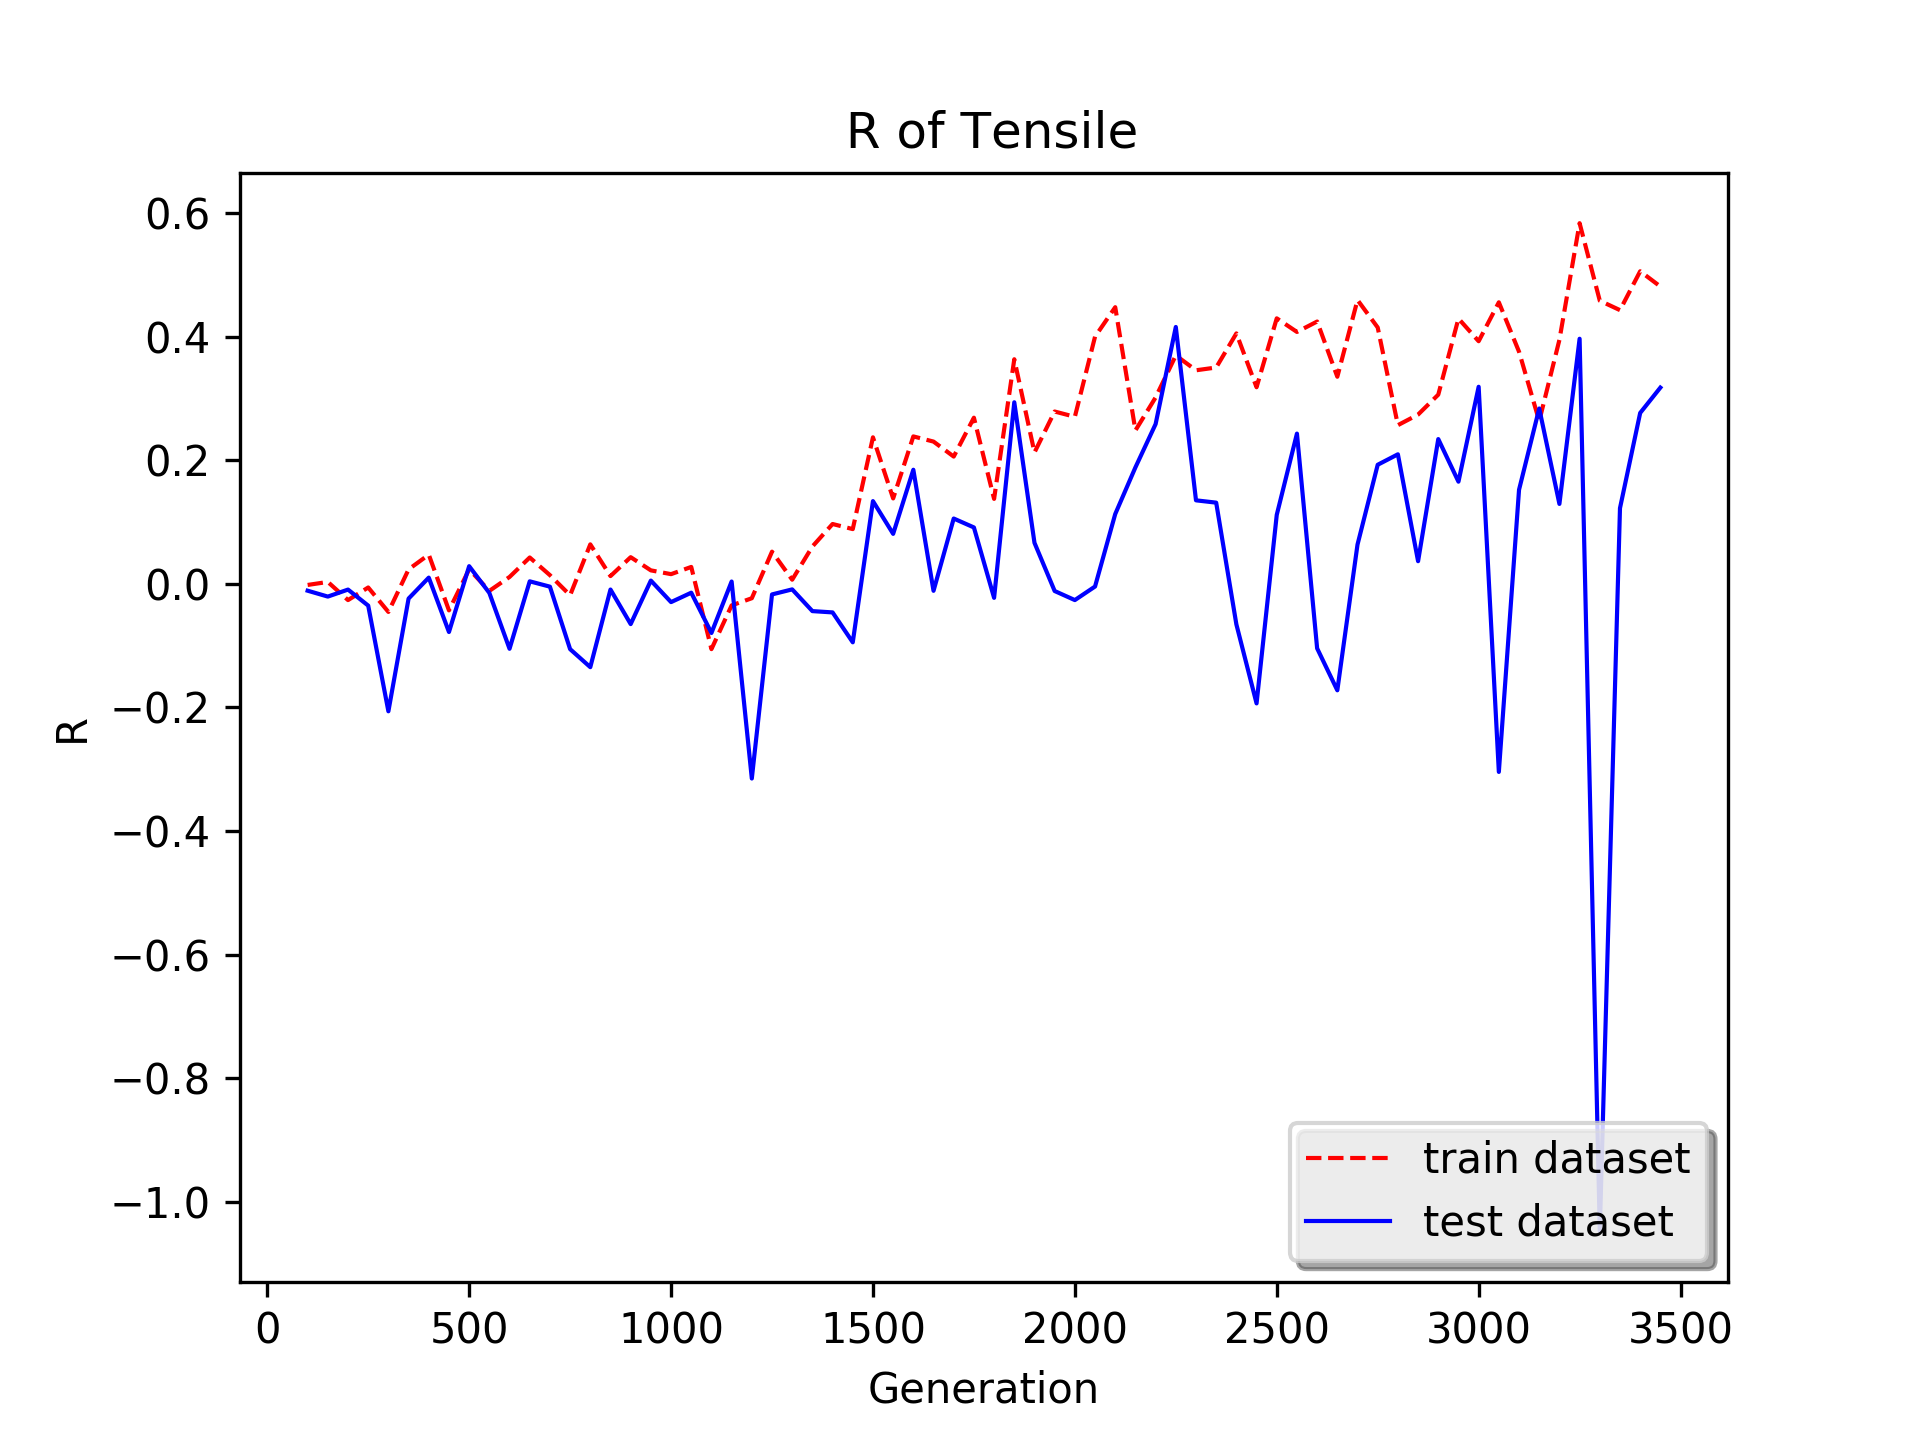 R of Tensile
0.6
0.4
0.2
0.0
−0.2
−0.4
−0.6
−0.8
−1.0
R
train dataset
test dataset
0 500 1000 1500 2000 2500 3000 3500
Generation